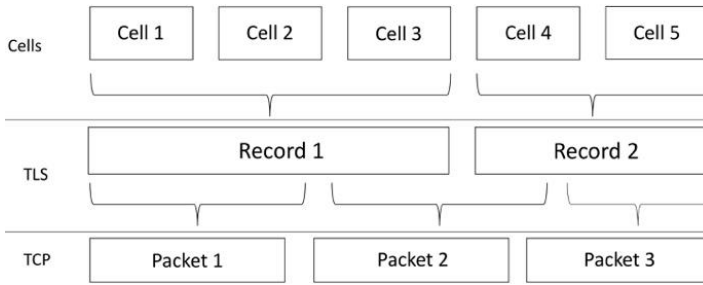 Cells
Cell 1
Cell 2
Cell 3
Cell 4
Cell 5
TLS
Record 1
Record 2
TCP
Packet 1
Packet 2
Packet 3